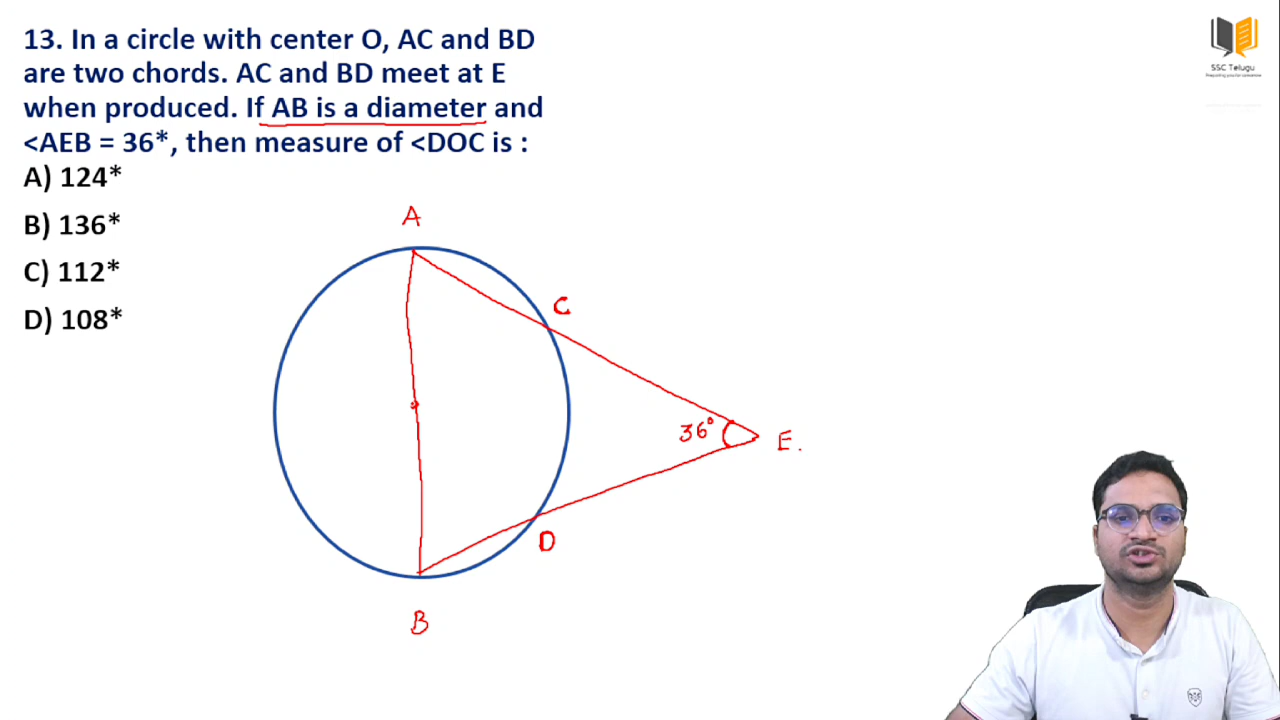 13. In a circle with center O, AC and BD
are two chords. AC and BD meet at E
when produced. If AB is a diameter and
<AEB = 36*, then measure of <DOC is :
A) 124*
B) 136*
C) 112*
D) 108*
SSC Telugu
A
C
36°
E.
D
B